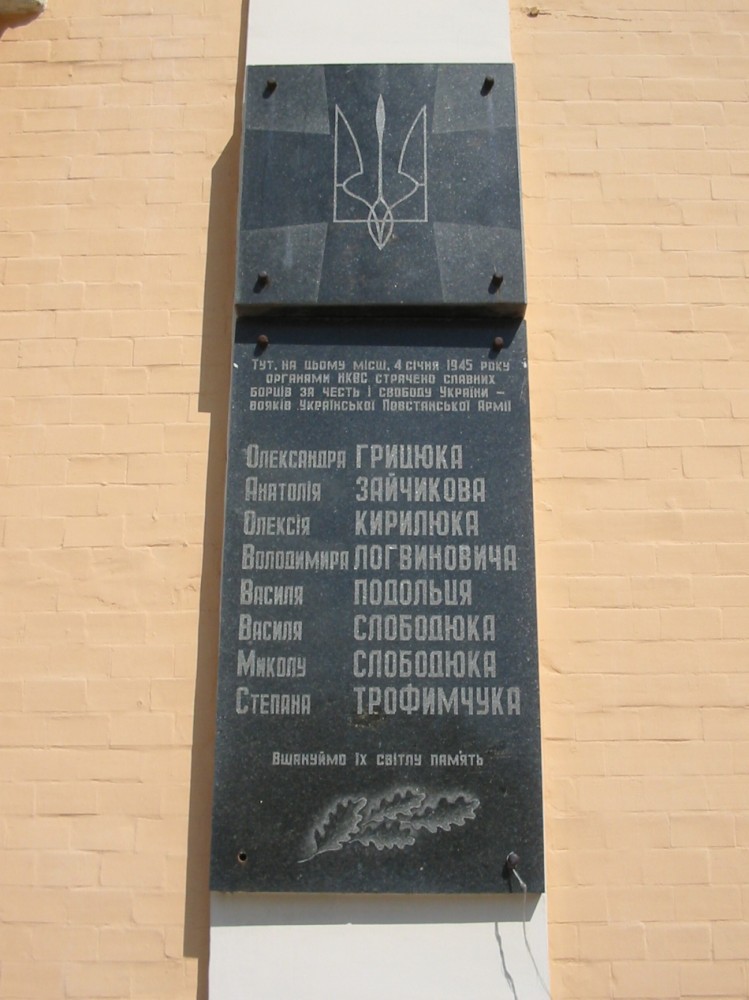 Тут, на цьому місці, 4 січня 1945 року
органами НКВС страчено славних
борців за честь і свободу України –
вояків Української Повстанської Армії
Олександра ГРИЦЮКА
Анатолія ЗАЙЧИКОВА
Олексія КИРИЛЮКА
Володимира ЛОГВИНОВИЧА
Василя ПОДОЛЬЦЯ
Василя СЛОБОДЮКА
Миколу СЛОБОДЮКА
Степана ТРОФИМЧУКА
Вшануймо їх світлу пам'ять